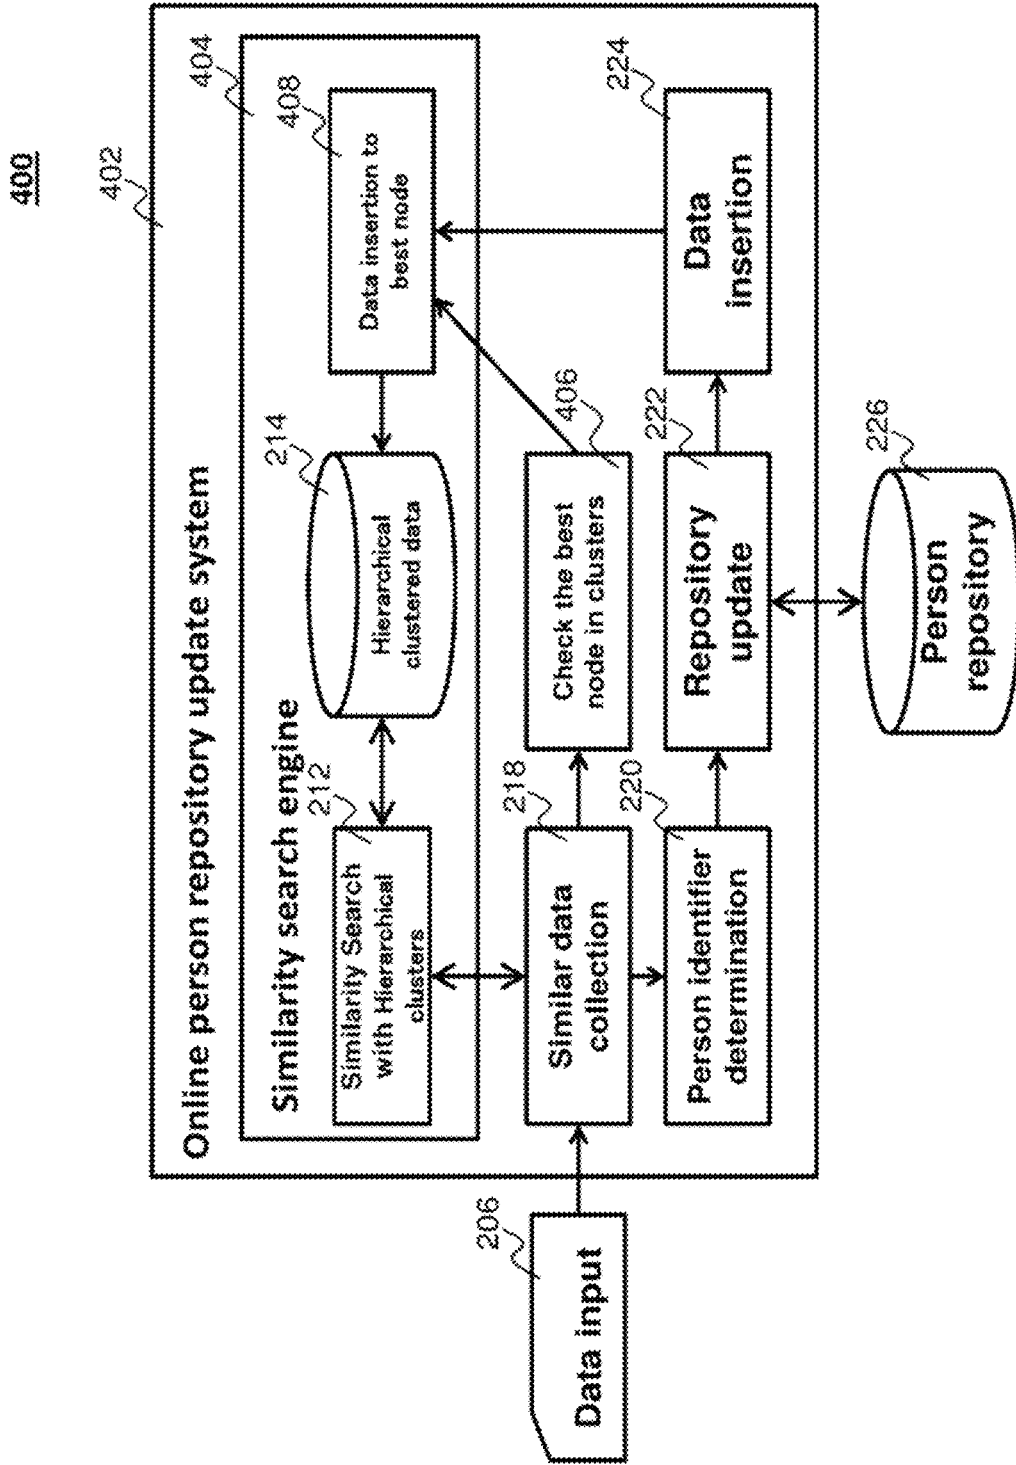 400
402
Online person repository update system
404
Similarity search engine
212
Similarity Search
with Hierarchical
clusters
214
Hierarchical
clustered data
408
Data insertion to
best node
206
Data input
218
Similar data
collection
406
Check the best
node in clusters
220
Person identifier
determination
222
Repository
update
224
Data
insertion
226
Person
repository